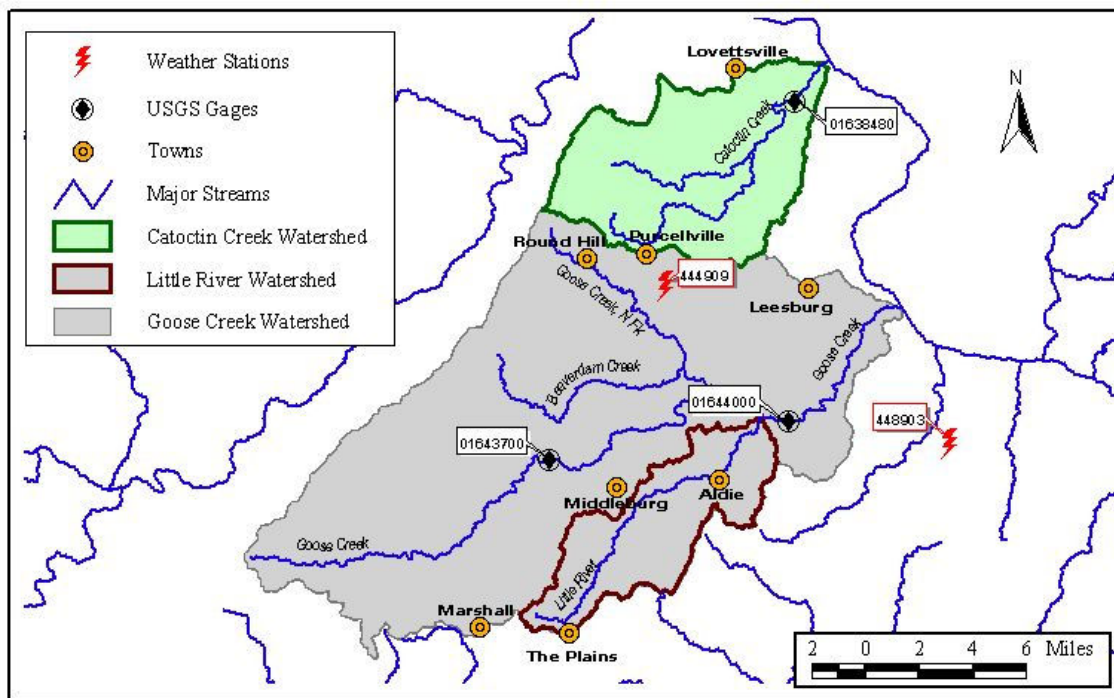 Weather Stations
USGS Gages
Towns
Major Streams
Catoctin Creek Watershed
Little River Watershed
Goose Creek Watershed
Lovettsville
N
Catoctin Creek
01638480
Round Hill
Purcellville
444909
Goose Creek, N Fk
Leesburg
Goose Creek
Beaverdam Creek
01644000
448903
01643700
Middleburg
Aldie
Goose Creek
Little River
Marshall
The Plains
2 0 2 4 6 Miles